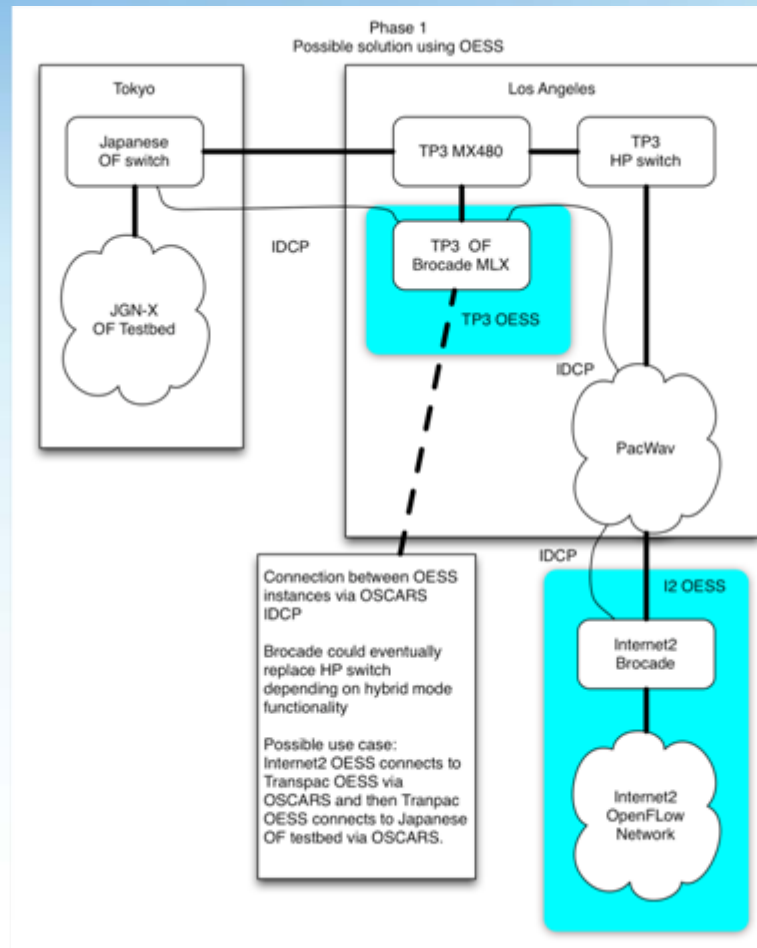 Phase 1
Possible solution using OESS
Tokyo
Los Angeles
Japanese
OF switch
TP3 MX480
TP3
HP switch
IDCP
TP3 OF
Brocade MLX
TP3 OESS
JGN-X
OF Testbed
IDCP
PacWav
IDCP
I2 OESS
Connection between OESS
instances via OSCARS
IDCP
Brocade could eventually
replace HP switch
depending on hybrid mode
functionality
Possible use case:
Internet2 OESS connects to
Transpac OESS via
OSCARS and then Tranpac
OESS connects to Japanese
OF testbed via OSCARS.
Internet2
Brocade
Internet2
OpenFLow
Network